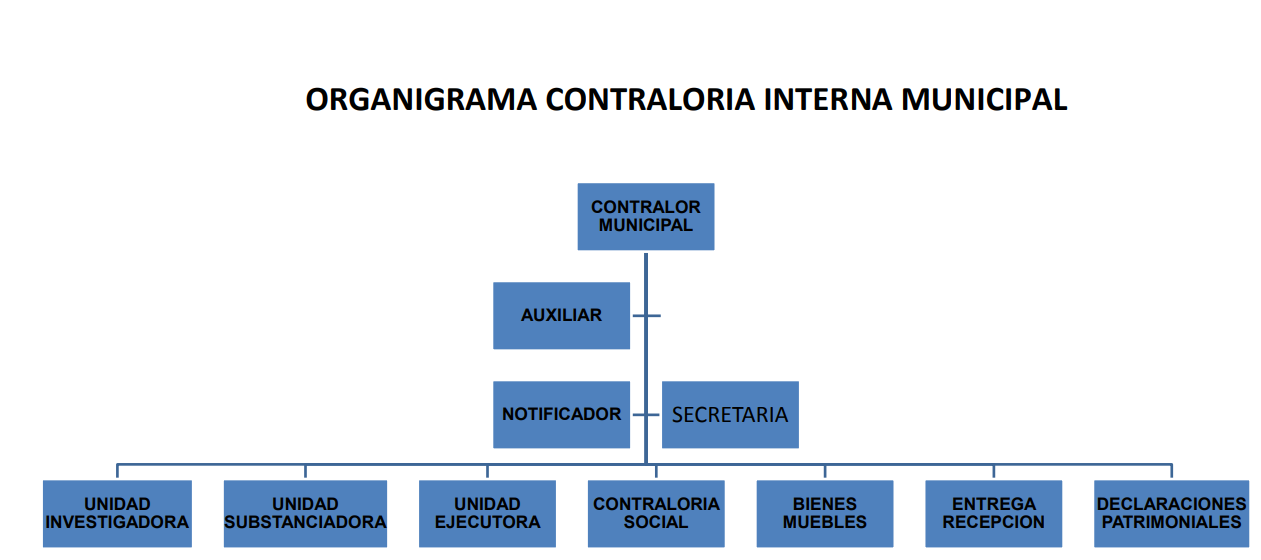 ORGANIGRAMA CONTRALORIA INTERNA MUNICIPAL
CONTRALOR
MUNICIPAL
AUXILIAR
NOTIFICADOR
SECRETARIA
UNIDAD
INVESTIGADORA
UNIDAD
SUBSTANCIADORA
UNIDAD
EJECUTORA
CONTRALORIA
SOCIAL
BIENES
MUEBLES
ENTREGA
RECEPCION
DECLARACIONES
PATRIMONIALES